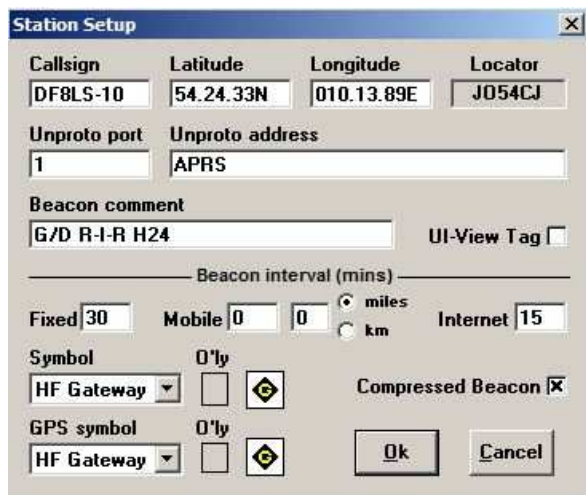 Station Setup
Callsign Latitude Longitude Locator
DF8LS-10 54.24.33N 010.13.89E JO54CJ
Unproto port Unproto address
1 APRS
Beacon comment
G/D R-I-R H24 UI-View Tag
Beacon interval (mins)
Fixed 30 Mobile 0 0 miles km Internet 15
Symbol O'ly
HF Gateway G Compressed Beacon
GPS symbol O'ly
HF Gateway G Ok Cancel